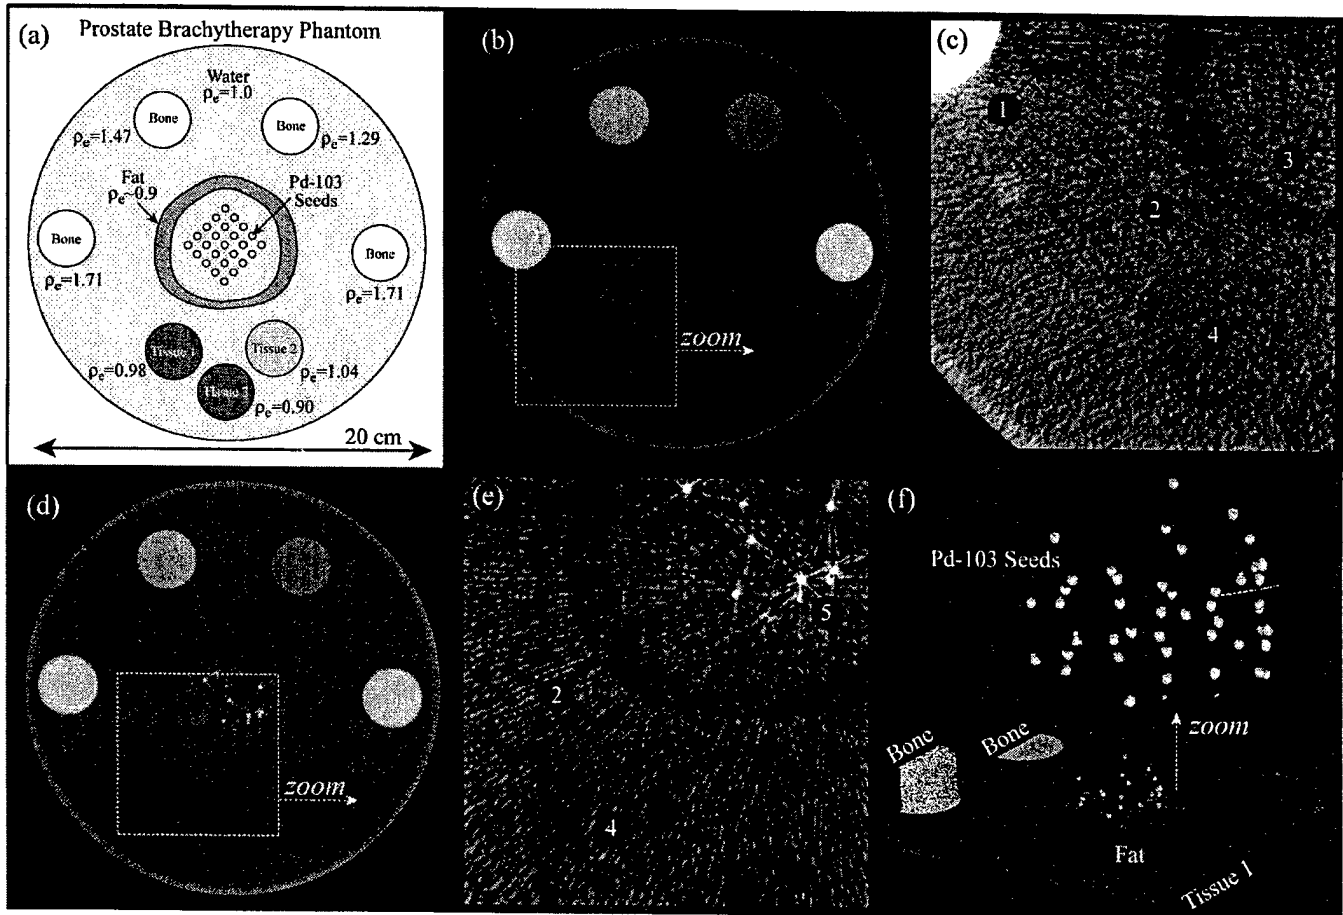 (a) Prostate Brachytherapy Phantom
Water
ρe=1.0
Bone
ρe=1.47
Bone
ρe=1.29
Fat
ρe~0.9
Pd-103
Seeds
Bone
ρe=1.71
Bone
ρe=1.71
Tissue 1
ρe=0.98
Tissue 2
ρe=1.04
ρe=0.90
20 cm
(b)
zoom
(c)
1
2
3
4
(d)
zoom
(e)
2
4
5
(f)
Pd-103 Seeds
zoom
Bone
Bone
Fat
Tissue 1